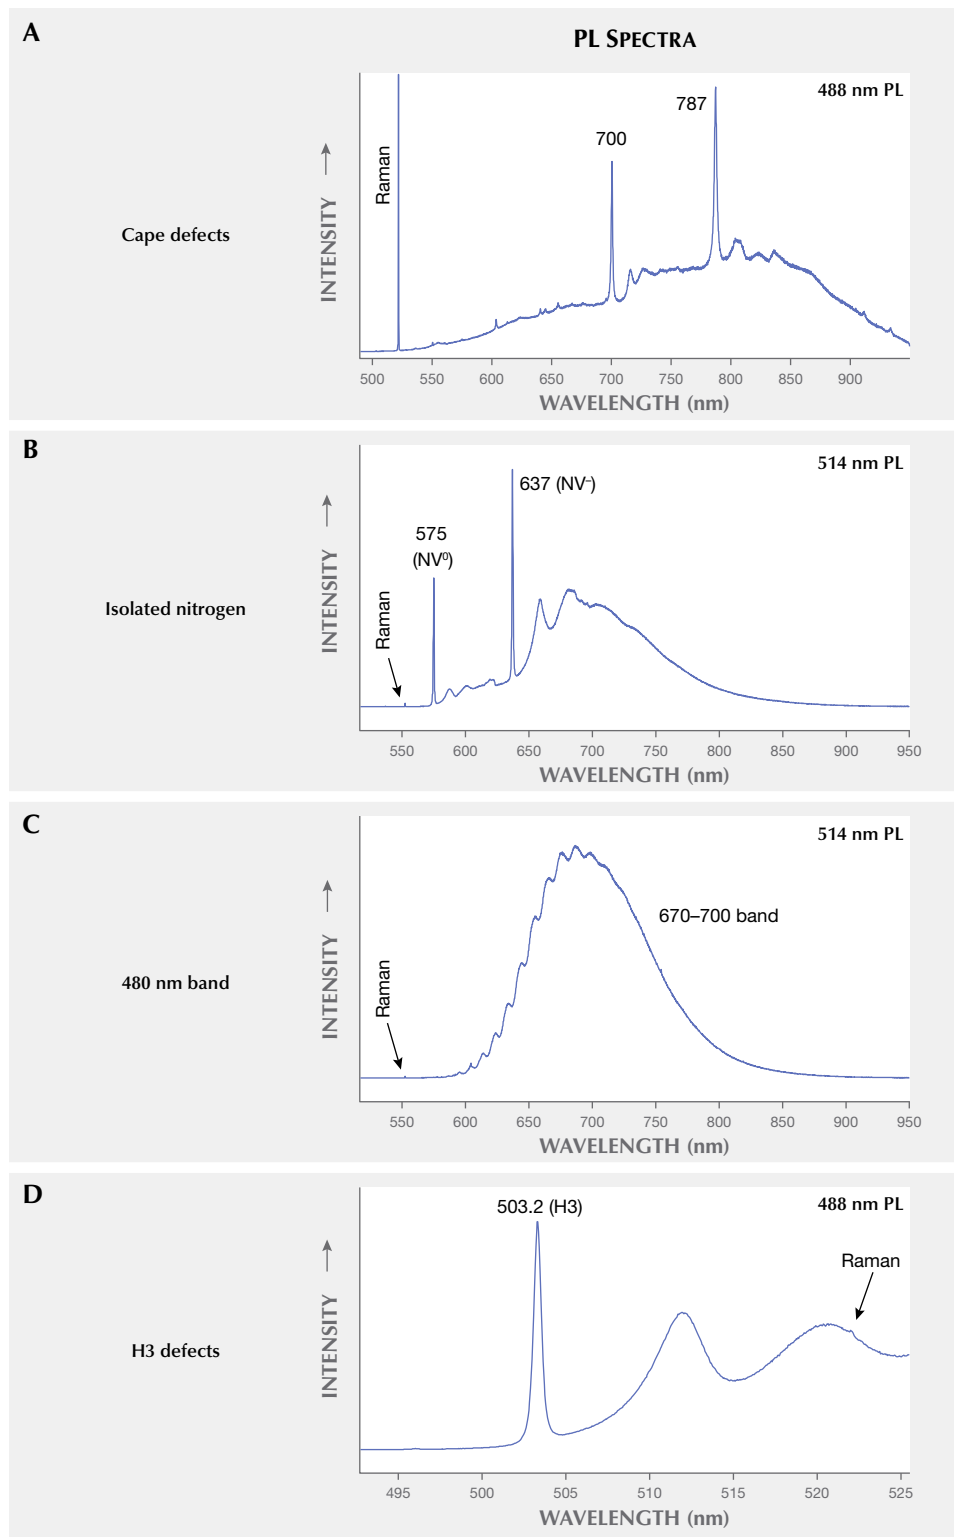 A
PL SPECTRA
Cape defects
INTENSITY →
Raman
700
787
488 nm PL
500 550 600 650 700 750 800 850 900
WAVELENGTH (nm)
B
Isolated nitrogen
INTENSITY →
Raman
575
(NV⁰)
637 (NV⁻)
514 nm PL
550 600 650 700 750 800 850 900 950
WAVELENGTH (nm)
C
480 nm band
INTENSITY →
Raman
670–700 band
514 nm PL
550 600 650 700 750 800 850 900 950
WAVELENGTH (nm)
D
H3 defects
INTENSITY →
503.2 (H3)
488 nm PL
Raman
495 500 505 510 515 520 525
WAVELENGTH (nm)